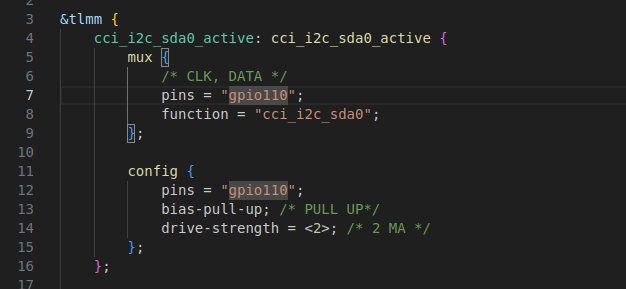 3 &tlmm {
4 cci_i2c_sda0_active: cci_i2c_sda0_active {
5 mux {
6 /* CLK, DATA */
7 pins = "gpio110";
8 function = "cci_i2c_sda0";
9 };
10
11 config {
12 pins = "gpio110";
13 bias-pull-up; /* PULL UP*/
14 drive-strength = <2>; /* 2 MA */
15 };
16 };
17